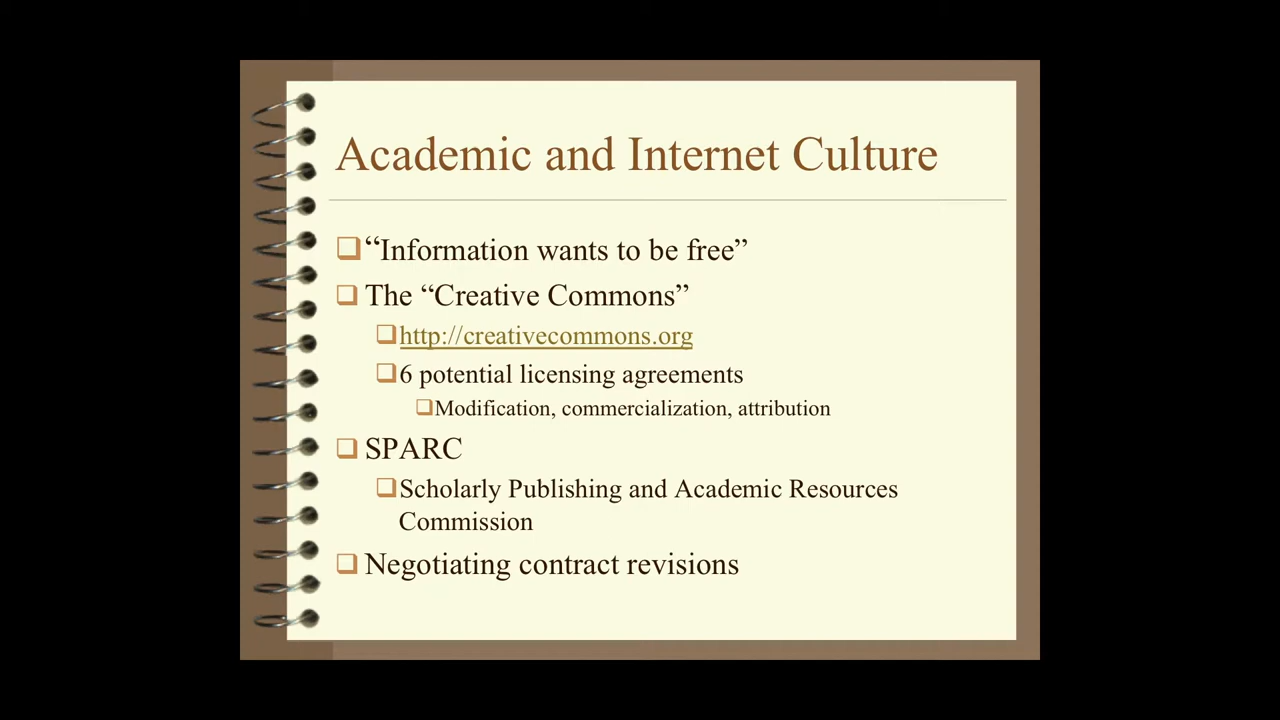 Academic and Internet Culture
“Information wants to be free”
The “Creative Commons”
http://creativecommons.org
6 potential licensing agreements
Modification, commercialization, attribution
SPARC
Scholarly Publishing and Academic Resources
Commission
Negotiating contract revisions